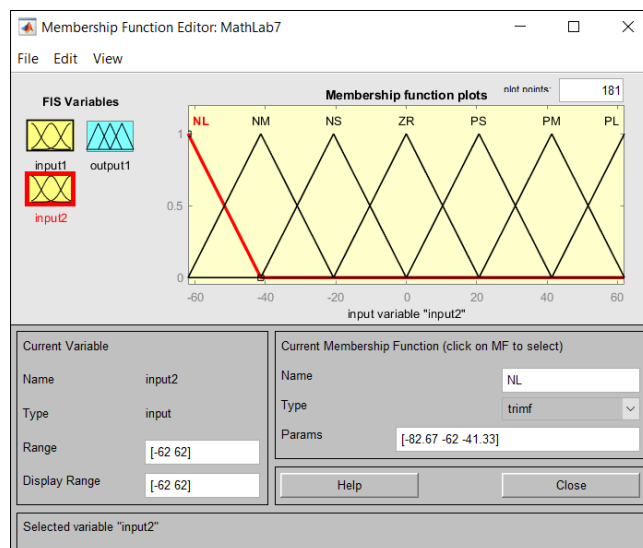 Membership Function Editor: MathLab7
File Edit View
FIS Variables
Membership function plots
plot points:
181
input1 output1
input2
NL NM NS ZR PS PM PL
1
0.5
0
-60 -40 -20 0 20 40 60
input variable "input2"
Current Variable
Name input2
Type input
Range [-62 62]
Display Range [-62 62]
Current Membership Function (click on MF to select)
Name NL
Type trimf
Params [-82.67 -62 -41.33]
Help Close
Selected variable "input2"